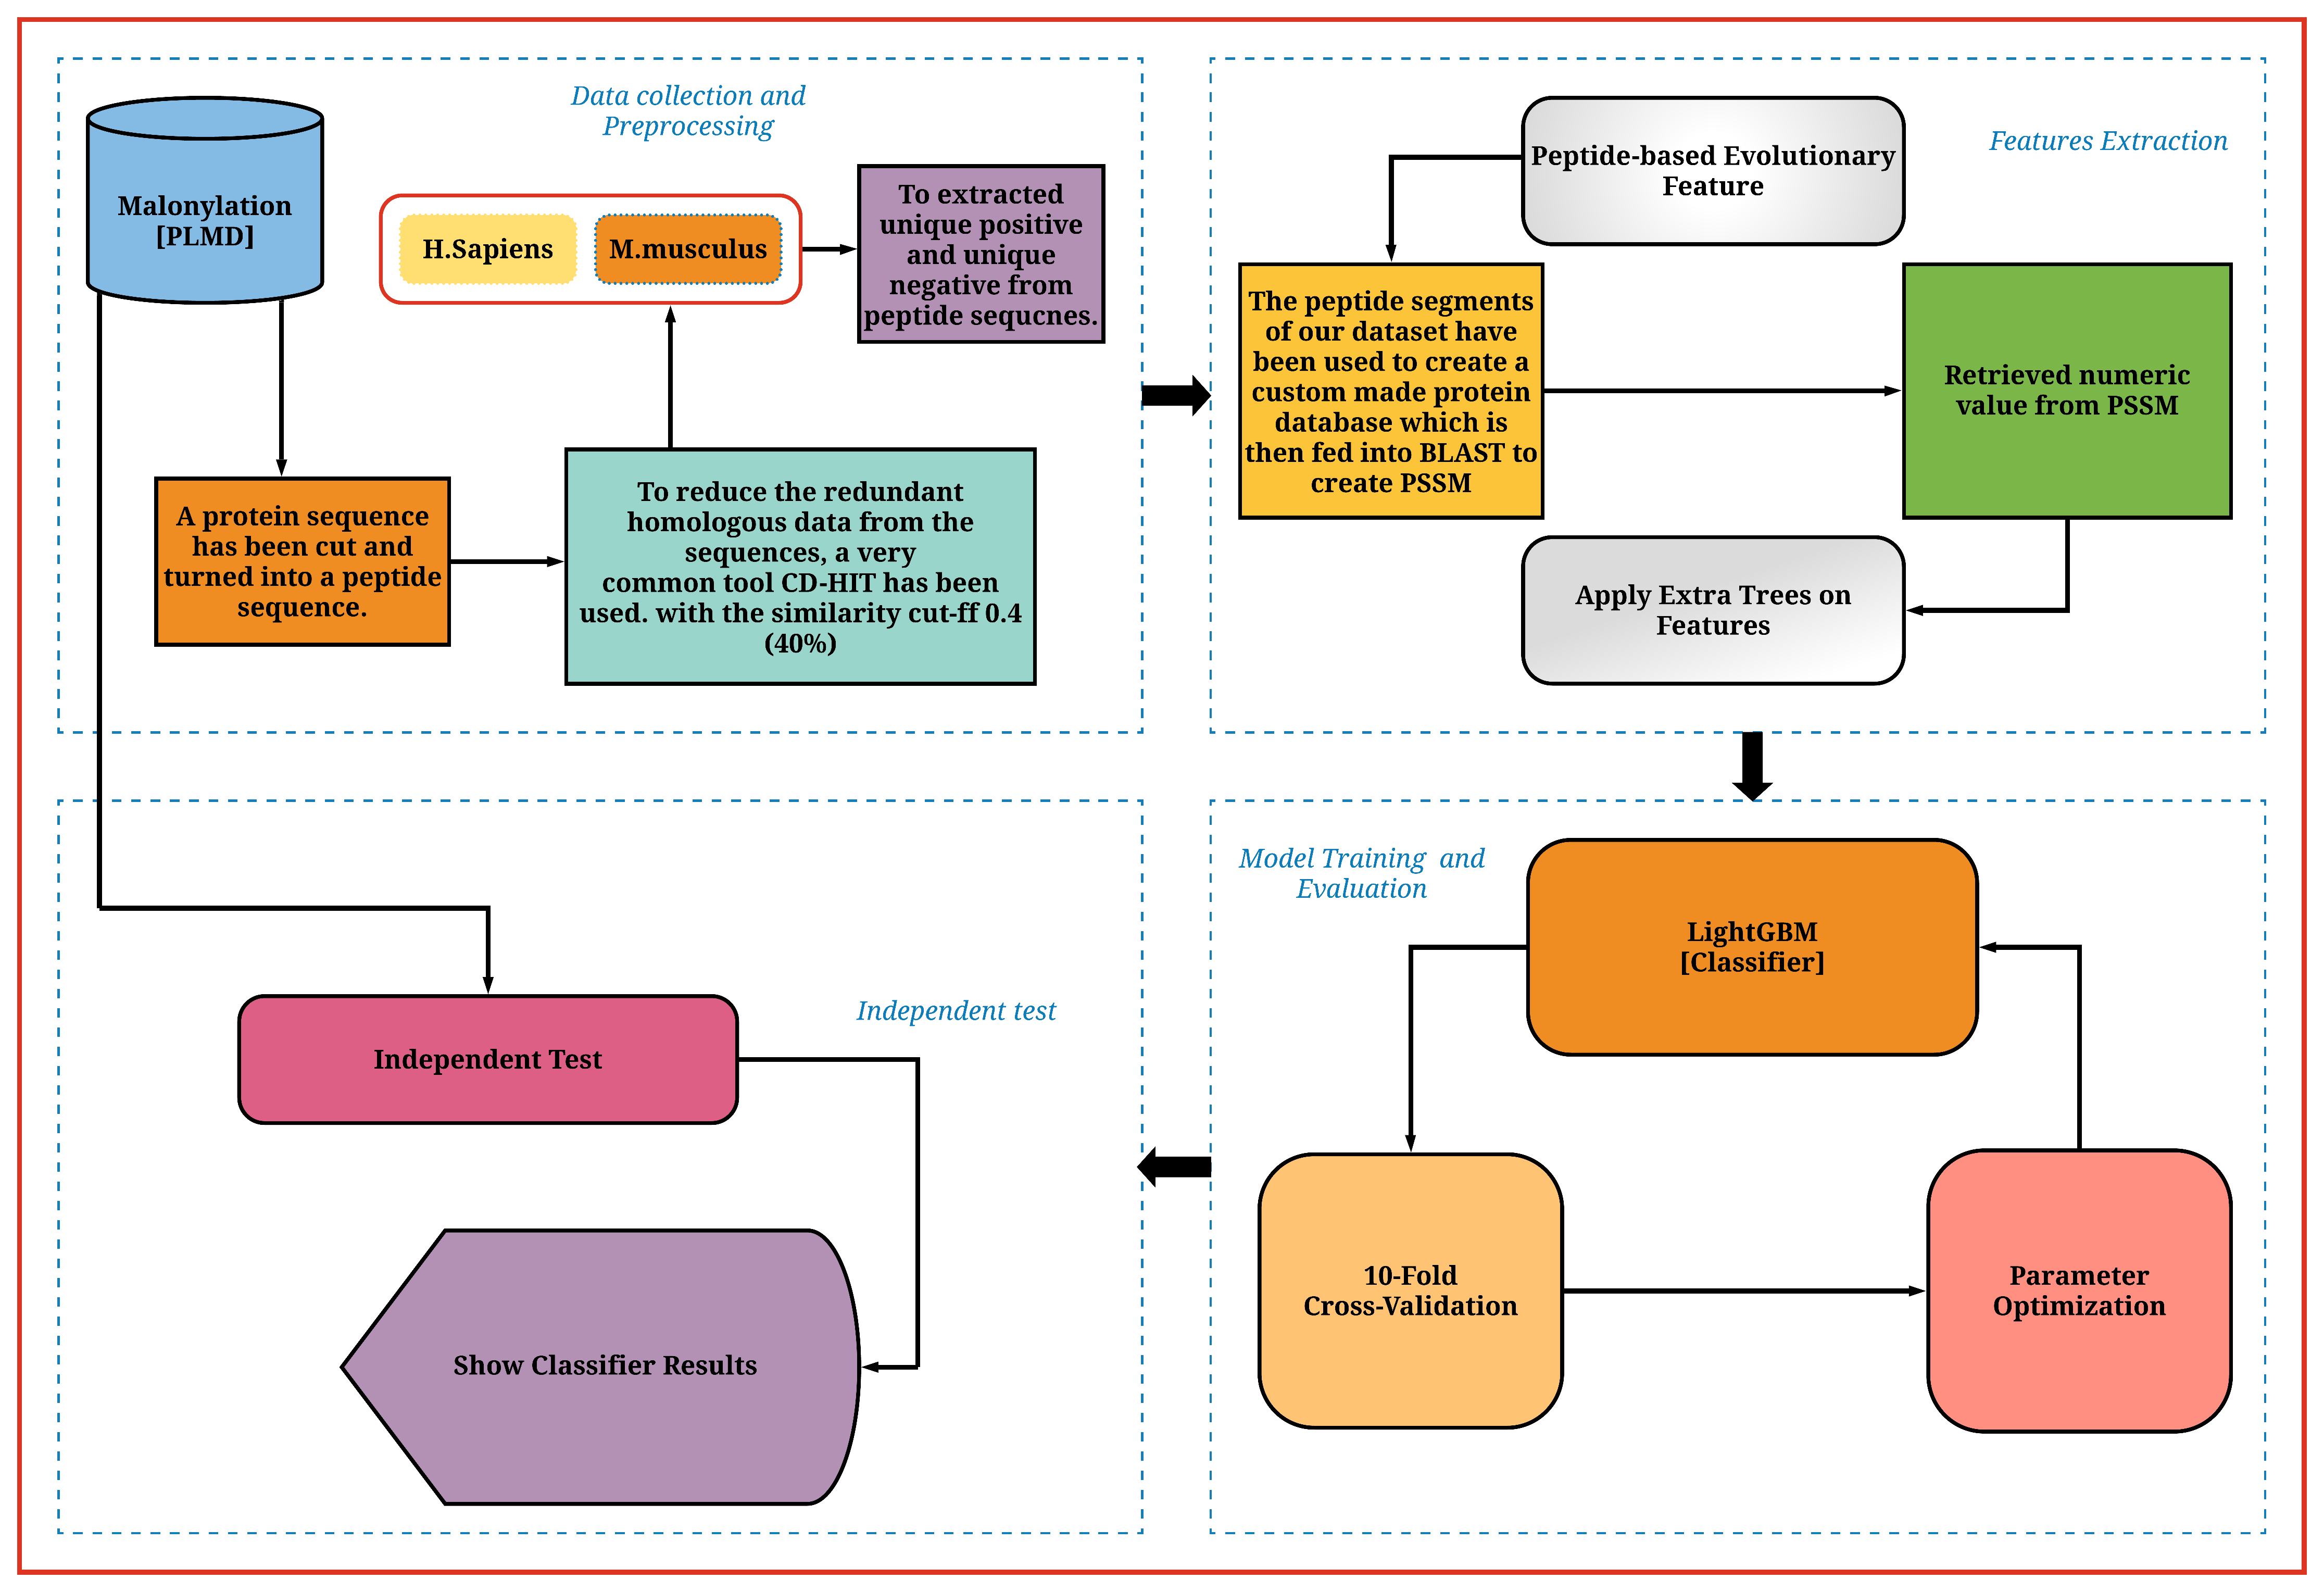 Data collection and
Preprocessing
Malonylation
[PLMD]
H.Sapiens
M.musculus
To extracted
unique positive
and unique
negative from
peptide sequcnes.
A protein sequence
has been cut and
turned into a peptide
sequence.
To reduce the redundant
homologous data from the
sequences, a very
common tool CD-HIT has been
used. with the similarity cut-ff 0.4
(40%)
Features Extraction
Peptide-based Evolutionary
Feature
The peptide segments
of our dataset have
been used to create a
custom made protein
database which is
then fed into BLAST to
create PSSM
Retrieved numeric
value from PSSM
Apply Extra Trees on
Features
Model Training  and
Evaluation
LightGBM
[Classifier]
10-Fold
Cross-Validation
Parameter
Optimization
Independent test
Independent Test
Show Classifier Results